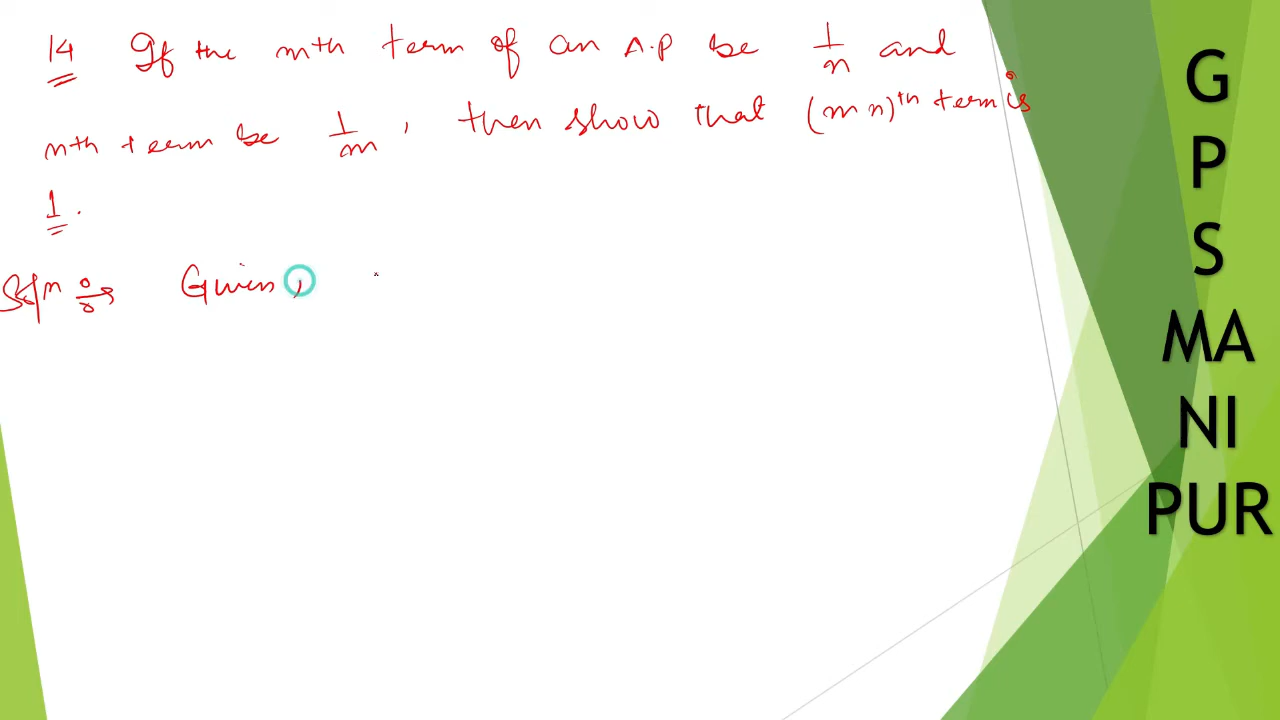 14 If the mth term of an A.P be 1/n and
nth term be 1/m, then show that (mn)th term is
1.
Soln Given,
G
P
S
MA
NI
PUR